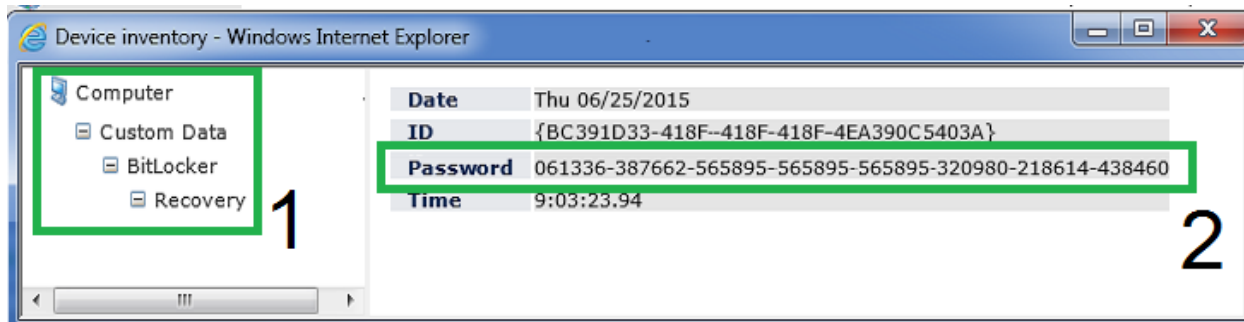 Device inventory - Windows Internet Explorer
Computer
Custom Data
BitLocker
Recovery
1
Date Thu 06/25/2015
ID {BC391D33-418F--418F-418F-4EA390C5403A}
Password 061336-387662-565895-565895-565895-320980-218614-438460
Time 9:03:23.94
2